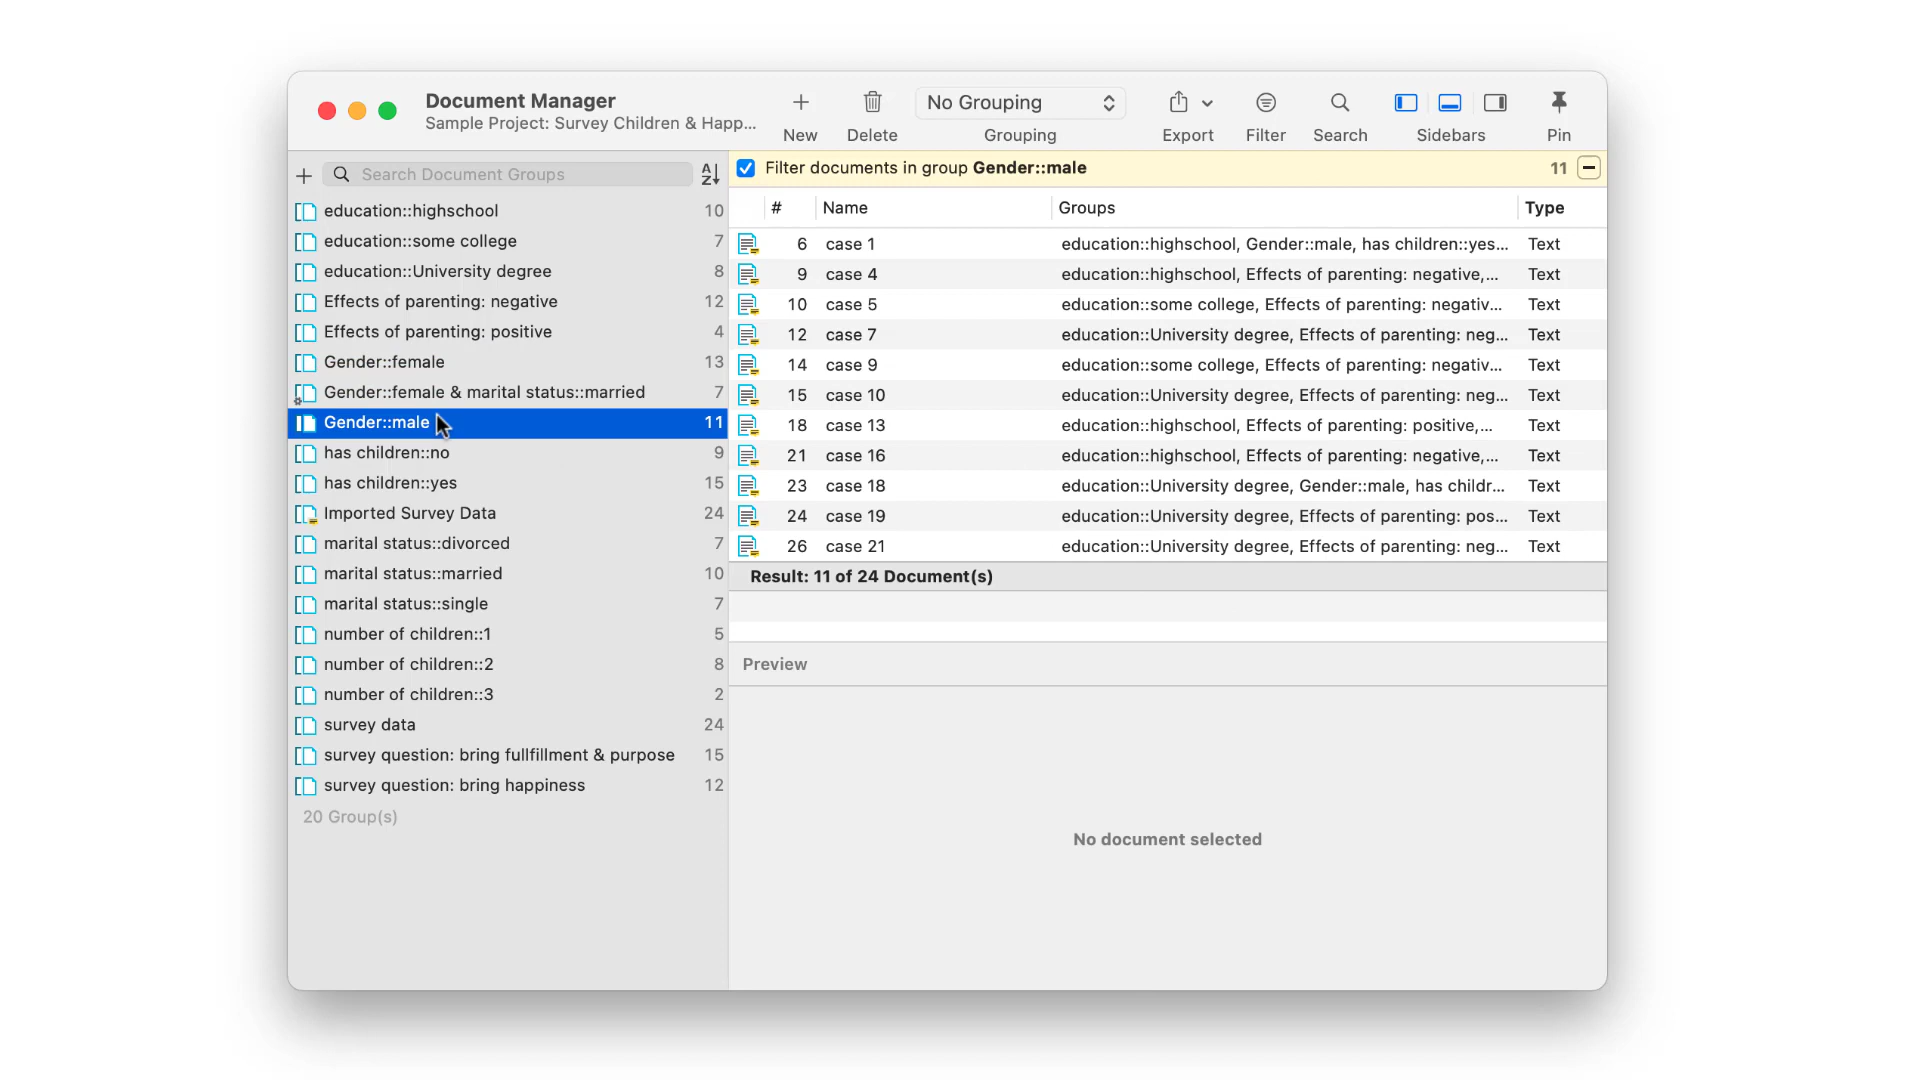 Document Manager
Sample Project: Survey Children & Happ...
New
Delete
No Grouping
Grouping
Export
Filter
Search
Sidebars
Pin
Search Document Groups
A
Z
education::highschool 10
education::some college 7
education::University degree 8
Effects of parenting: negative 12
Effects of parenting: positive 4
Gender::female 13
Gender::female & marital status::married 7
Gender::male 11
has children::no 9
has children::yes 15
Imported Survey Data 24
marital status::divorced 7
marital status::married 10
marital status::single 7
number of children::1 5
number of children::2 8
number of children::3 2
survey data 24
survey question: bring fullfillment & purpose 15
survey question: bring happiness 12
20 Group(s)
Filter documents in group Gender::male 11
# Name Groups Type
6 case 1 education::highschool, Gender::male, has children::yes... Text
9 case 4 education::highschool, Effects of parenting: negative,... Text
10 case 5 education::some college, Effects of parenting: negativ... Text
12 case 7 education::University degree, Effects of parenting: neg... Text
14 case 9 education::some college, Effects of parenting: negativ... Text
15 case 10 education::University degree, Effects of parenting: neg... Text
18 case 13 education::highschool, Effects of parenting: positive,... Text
21 case 16 education::highschool, Effects of parenting: negative,... Text
23 case 18 education::University degree, Gender::male, has childr... Text
24 case 19 education::University degree, Effects of parenting: pos... Text
26 case 21 education::University degree, Effects of parenting: neg... Text
Result: 11 of 24 Document(s)
Preview
No document selected